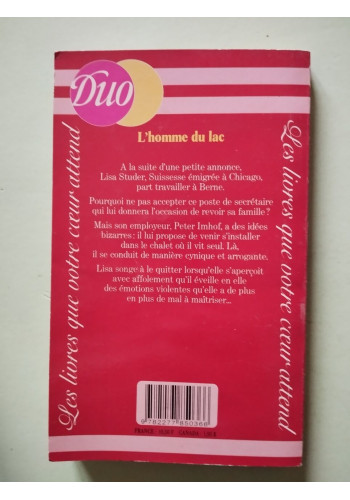 Duo
L'homme du lac
A la suite d'une petite annonce,
Lisa Studer, Suissesse émigrée à Chicago,
part travailler à Berne.
Pourquoi ne pas accepter ce poste de secrétaire
qui lui donnera l'occasion de revoir sa famille?
Mais son employeur, Peter Imhof, a des idées
bizarres: il lui propose de venir s'installer
dans le chalet où il vit seul. Là,
il se conduit de manière cynique et arrogante.
Lisa songe à le quitter lorsqu'elle s'aperçoit
avec affolement qu'il éveille en elle
des émotions violentes qu'elle a de plus
en plus de mal à maîtriser...
Les livres que votre cœur attend
Les livres que votre cœur attend
9 782277 850366
FRANCE
CANADA